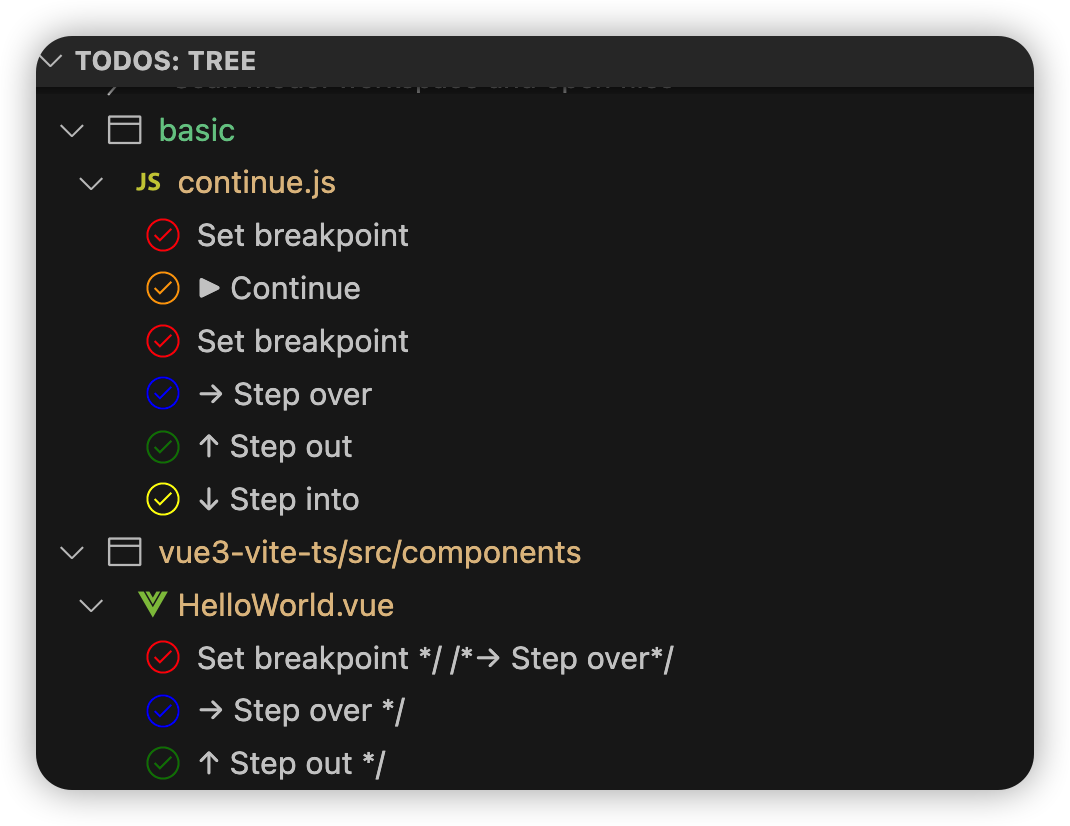 TODOS: TREE
basic
JS continue.js
Set breakpoint
▶ Continue
Set breakpoint
→ Step over
↑ Step out
↓ Step into
vue3-vite-ts/src/components
HelloWorld.vue
Set breakpoint */ /*→ Step over*/
→ Step over */
↑ Step out */